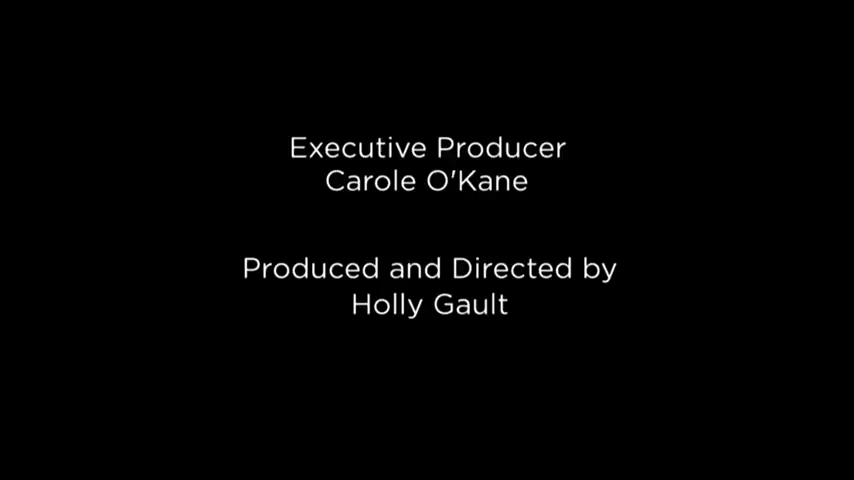 Executive Producer
Carole O'Kane
Produced and Directed by
Holly Gault